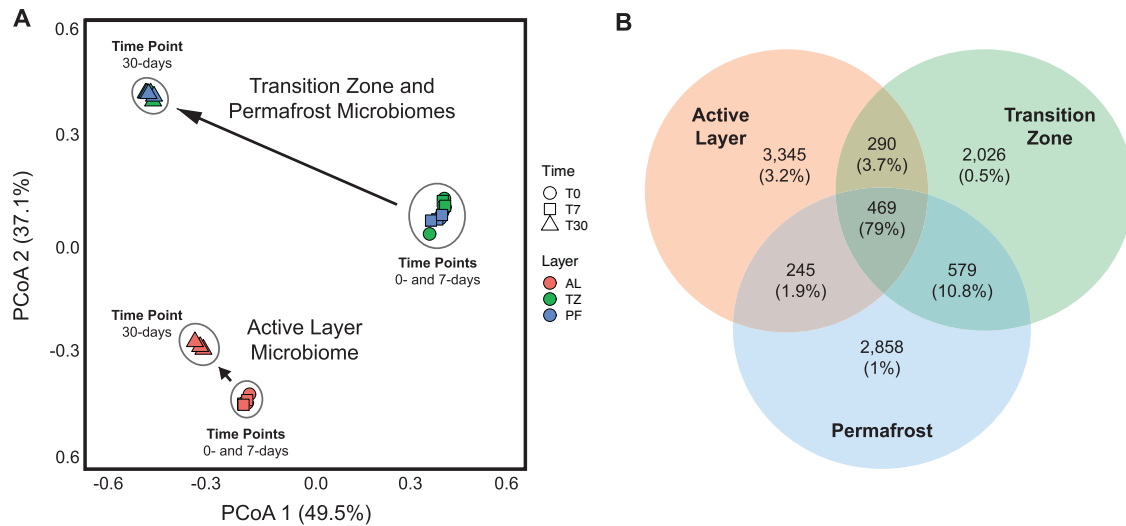 A
0.6
0.3
0.0
-0.3
0.6
PCoA 2 (37.1%)
-0.6
-0.3
0.0
0.3
0.6
PCoA 1 (49.5%)
Time Point
30-days
Transition Zone and
Permafrost Microbiomes
Time Points
0- and 7-days
Time Point
30-days
Active Layer
Microbiome
Time Points
0- and 7-days
Time
T0
T7
T30
Layer
AL
TZ
PF
B
Active
Layer
Transition
Zone
3,345
(3.2%)
290
(3.7%)
2,026
(0.5%)
469
(79%)
245
(1.9%)
579
(10.8%)
2,858
(1%)
Permafrost